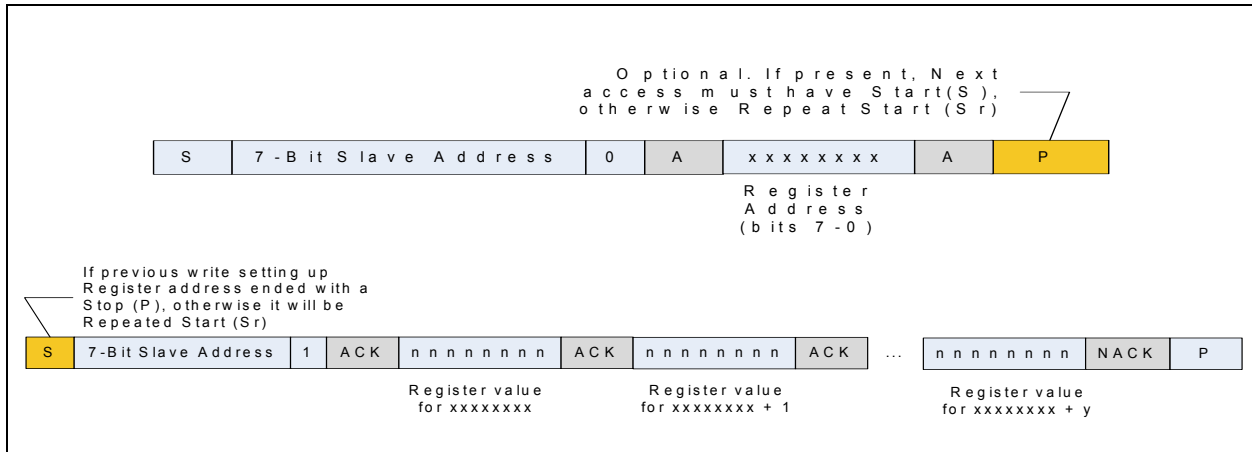 Optional. If present, Next
access must have Start(S),
otherwise Repeat Start (Sr)
S 7-Bit Slave Address 0 A xxxxxxxx A P
Register
Address
(bits 7-0)
If previous write setting up
Register address ended with a
Stop (P), otherwise it will be
Repeated Start (Sr)
S 7-Bit Slave Address 1 ACK nnnnnnnn ACK nnnnnnnn ACK ... nnnnnnnn NACK P
Register value
for xxxxxxxx
Register value
for xxxxxxxx + 1
Register value
for xxxxxxxx + y